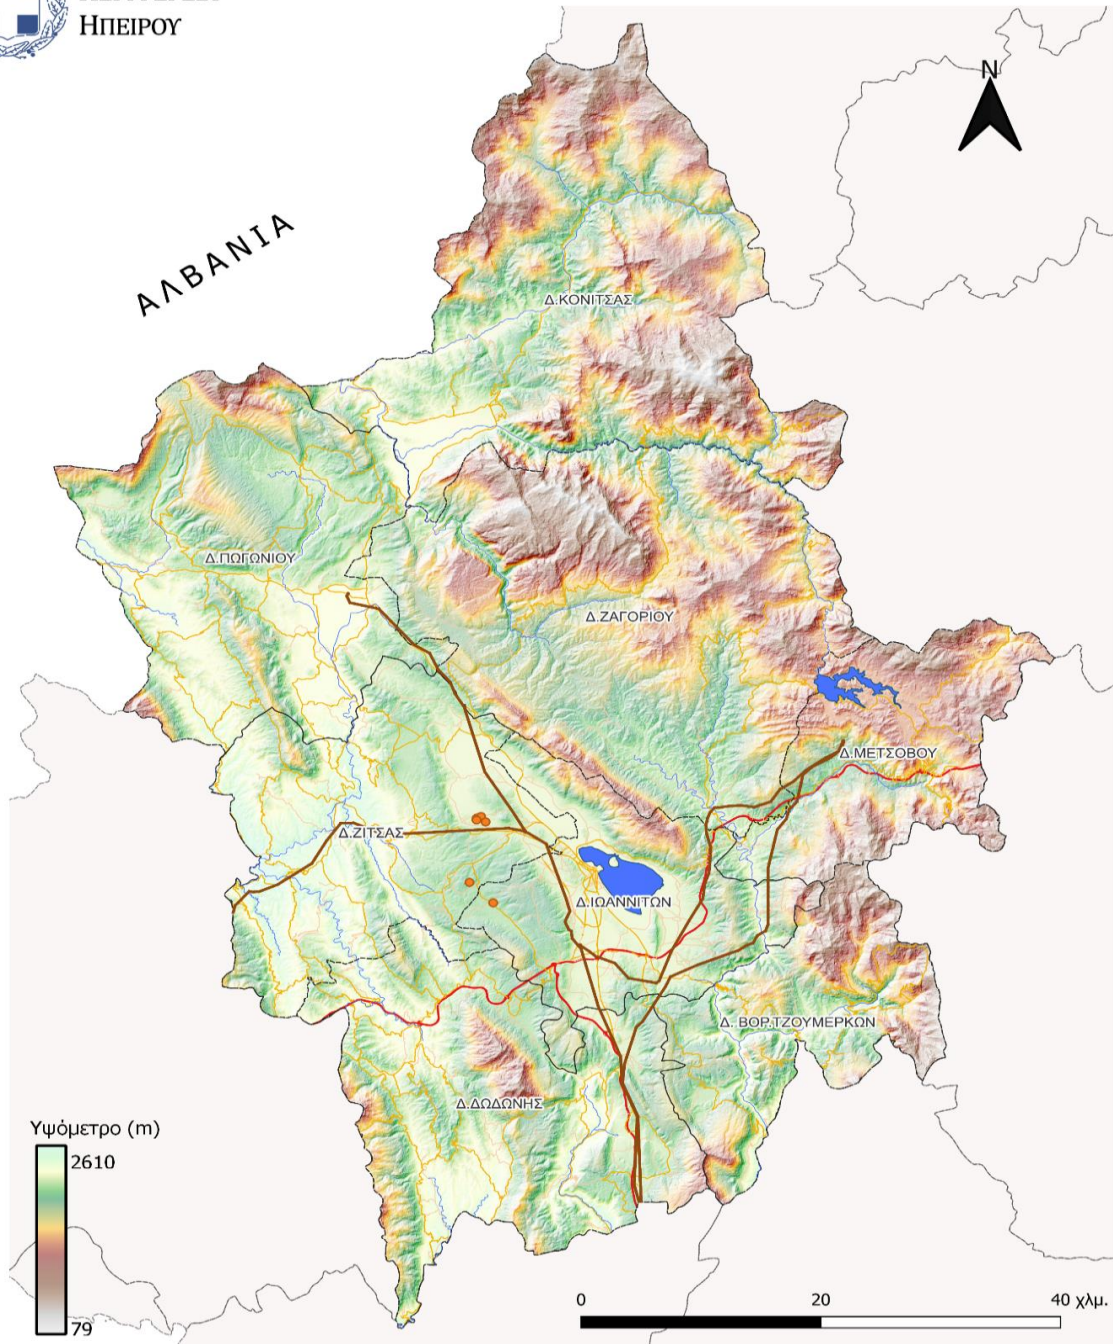 ΗΠΕΙΡΟΥ
N
ΑΛΒΑΝΙΑ
Δ.ΚΟΝΙΤΣΑΣ
Δ.ΠΩΓΩΝΙΟΥ
Δ.ΖΑΓΟΡΙΟΥ
Δ.ΜΕΤΣΟΒΟΥ
Δ.ΖΙΤΣΑΣ
Δ.ΙΩΑΝΝΙΤΩΝ
Δ. ΒΟΡ.ΤΖΟΥΜΕΡΚΩΝ
Δ.ΔΩΔΩΝΗΣ
Υψόμετρο (m)
2610
79
0 20 40 χλμ.